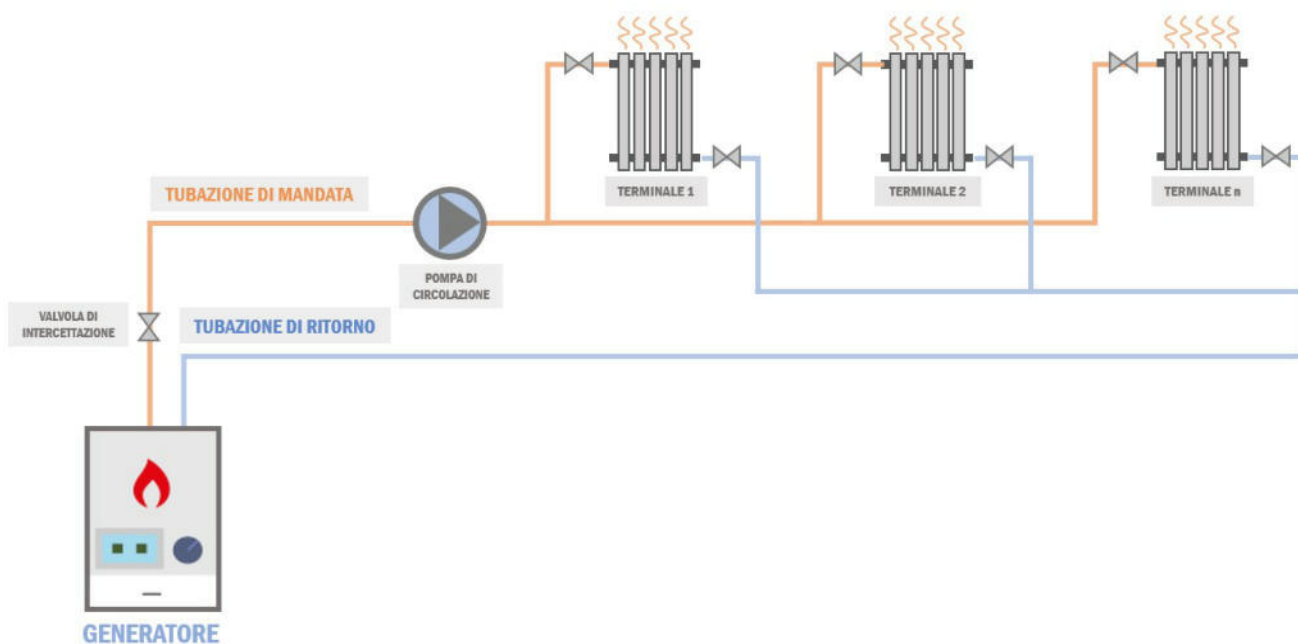 TERMINALE 1
TERMINALE 2
TERMINALE n
TUBAZIONE DI MANDATA
POMPA DI
CIRCOLAZIONE
VALVOLA DI
INTERCETTAZIONE
TUBAZIONE DI RITORNO
GENERATORE